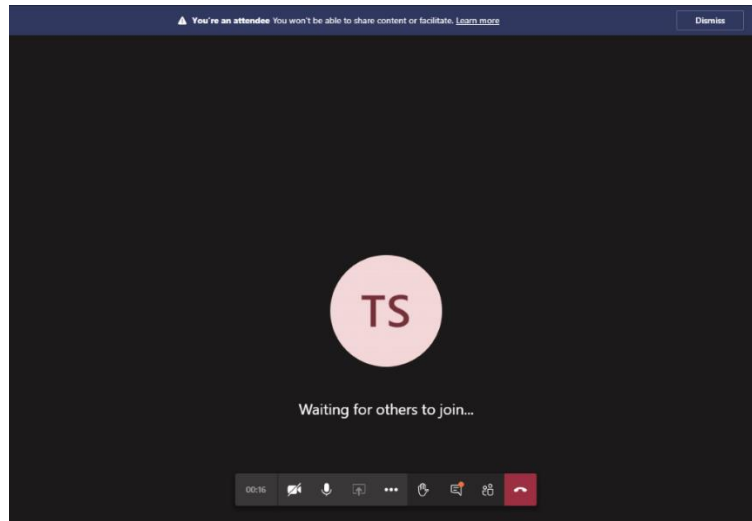 You're an attendee You won't be able to share content or facilitate. Learn more
Dismiss
TS
Waiting for others to join...
00:16